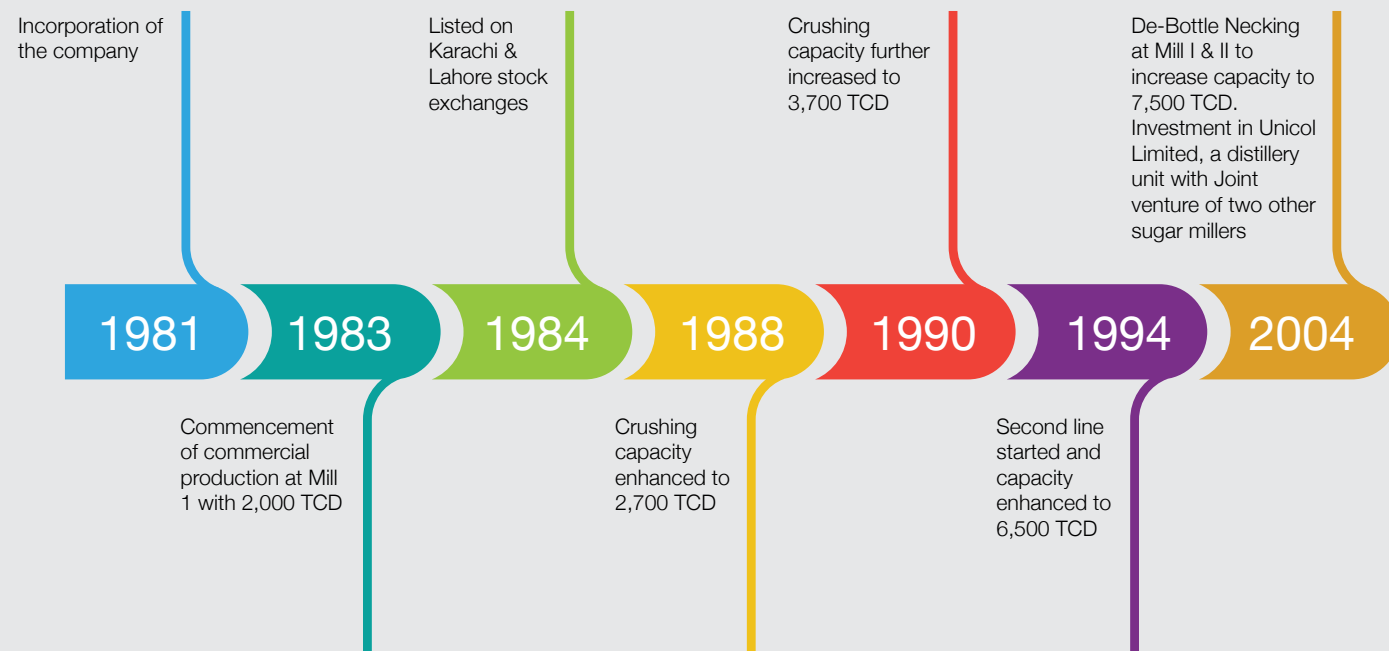 Incorporation of
the company
Listed on
Karachi &
Lahore stock
exchanges
Crushing
capacity further
increased to
3,700 TCD
De-Bottle Necking
at Mill I & II to
increase capacity to
7,500 TCD.
Investment in Unicol
Limited, a distillery
unit with Joint
venture of two other
sugar millers
1981
1983
1984
1988
1990
1994
2004
Commencement
of commercial
production at Mill
1 with 2,000 TCD
Crushing
capacity
enhanced to
2,700 TCD
Second line
started and
capacity
enhanced to
6,500 TCD